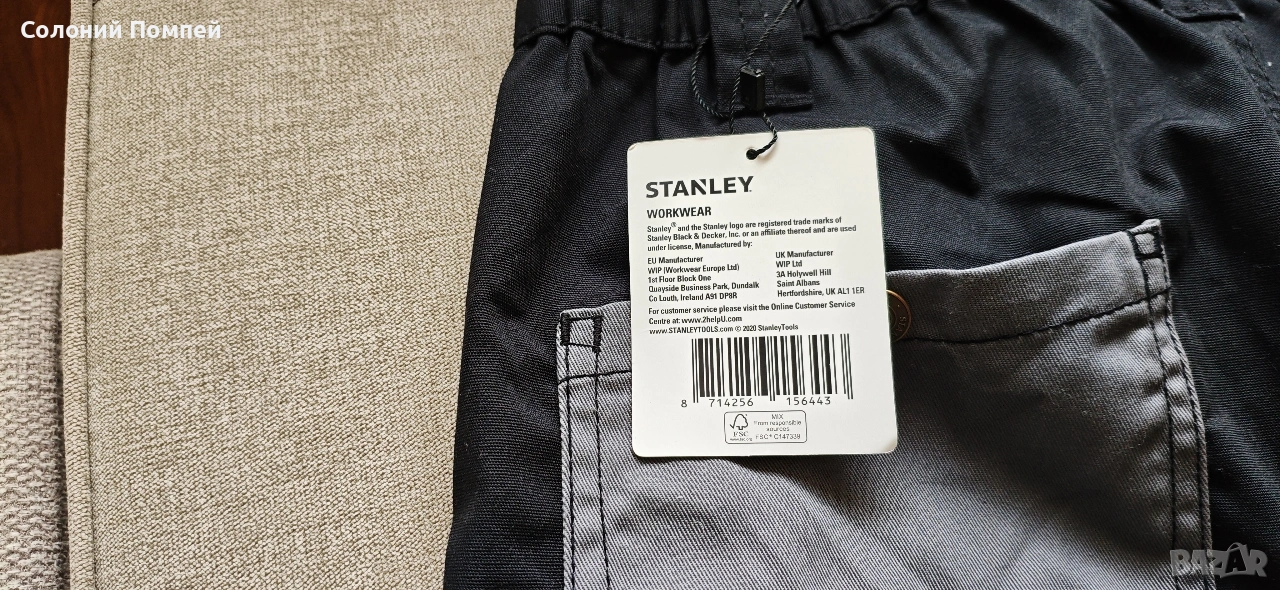 Солоний Помпей
STANLEY
WORKWEAR
Stanley® and the Stanley logo are registered trade marks of
Stanley Black & Decker, Inc. or an affiliate thereof and are used
under license, Manufactured by:
EU Manufacturer
WIP (Workwear Europe Ltd)
1st Floor Block One
Quayside Business Park, Dundalk
Co Louth, Ireland A91 DP8R
UK Manufacturer
WIP Ltd
3A Holywell Hill
Saint Albans
Hertfordshire, UK AL1 1ER
For customer service please visit the Online Customer Service
Centre at: www.2helpU.com
www.STANLEYTOOLS.com © 2020 StanleyTools
8 714256 156443
FSC
www.fsc.org
MIX
From responsible
sources
FSC® C147339
BAZAR